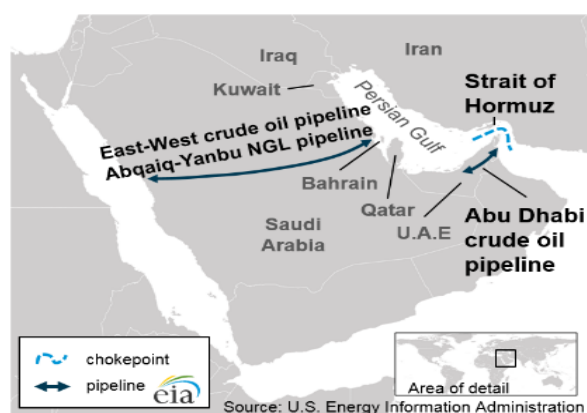 Iraq
Iran
Kuwait
Persian Gulf
Strait of
Hormuz
East-West crude oil pipeline
Abqaiq-Yanbu NGL pipeline
Bahrain
Qatar
U.A.E
Saudi
Arabia
Abu Dhabi
crude oil
pipeline
chokepoint
pipeline
eia
Area of detail
Source: U.S. Energy Information Administration